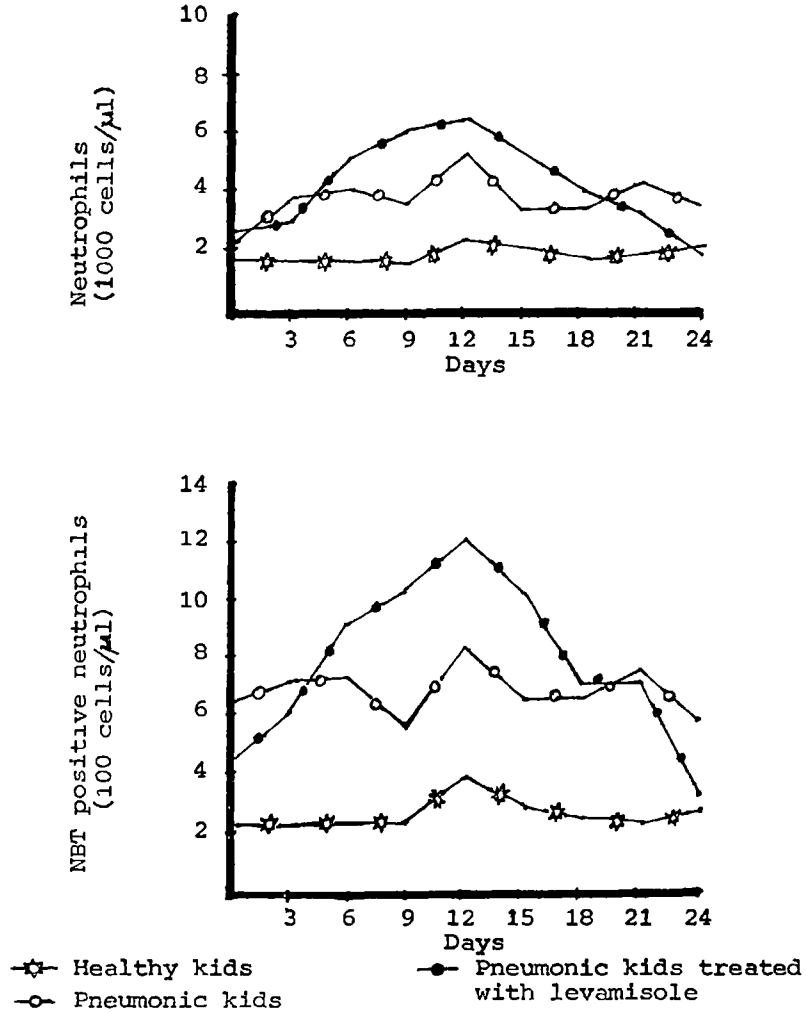 10
8
6
4
2
Neutrophils
(1000 cells/µl)
3 6 9 12 15 18 21 24
Days
14
12
10
8
6
4
2
NBT positive neutrophils
(100 cells/µl)
3 6 9 12 15 18 21 24
Days
Healthy kids
Pneumonic kids
Pneumonic kids treated
with levamisole